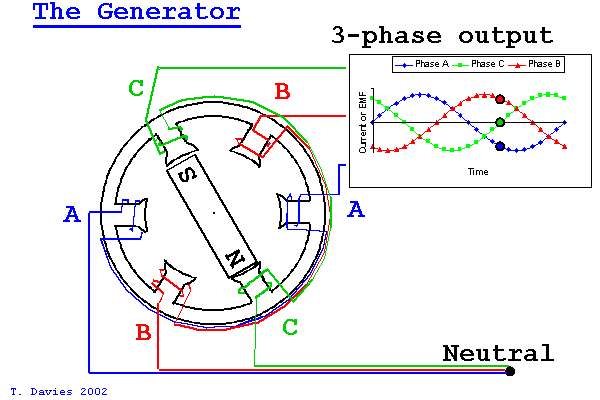 The Generator
3-phase output
Phase A Phase C Phase B
Current or EMF
Time
C
B
S
A
A
N
B
C
Neutral
T. Davies 2002